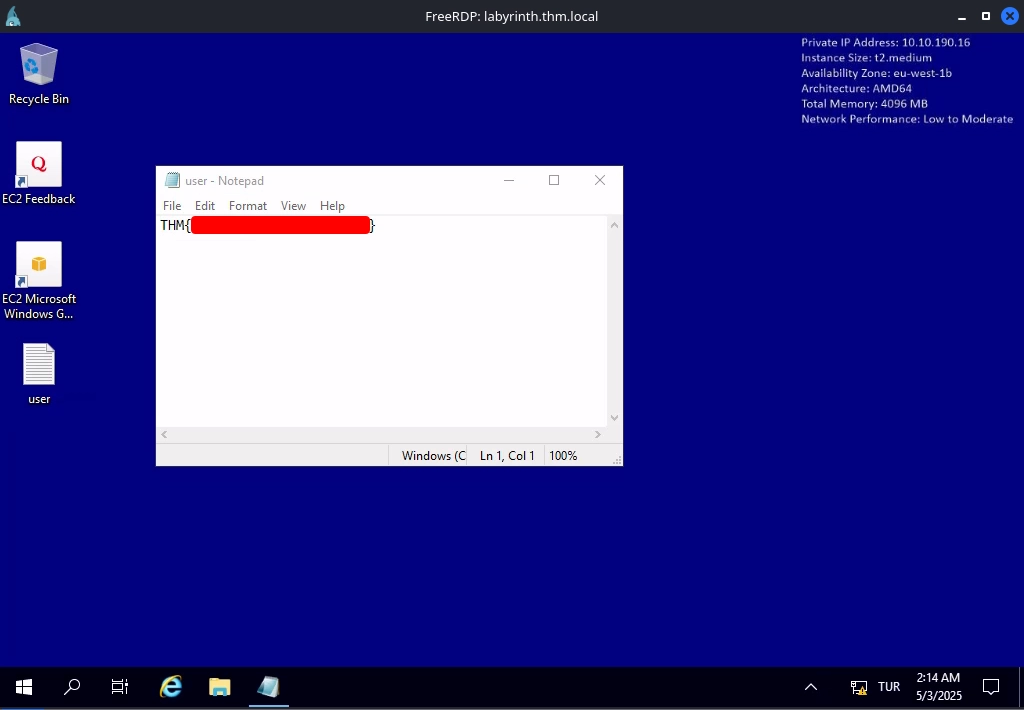 FreeRDP: labyrinth.thm.local
Private IP Address: 10.10.190.16
Instance Size: t2.medium
Availability Zone: eu-west-1b
Architecture: AMD64
Total Memory: 4096 MB
Network Performance: Low to Moderate
Recycle Bin
Q
EC2 Feedback
EC2 Microsoft
Windows G...
user
user - Notepad
File Edit Format View Help
THM{ }
Windows (C Ln 1, Col 1 100%
TUR
2:14 AM
5/3/2025